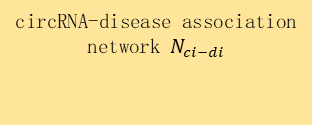 circRNA-disease association
network N_{ci-di}